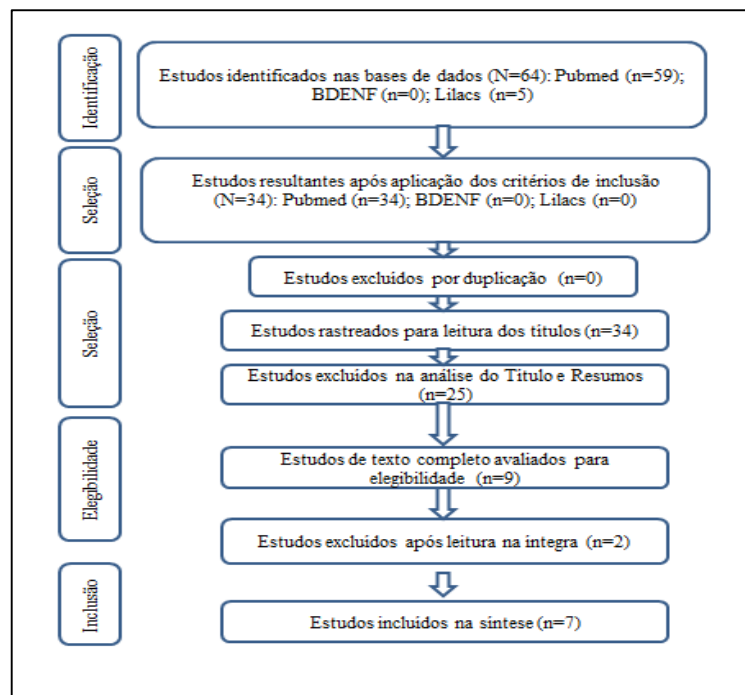 Identificação
Estudos identificados nas bases de dados (N=64): Pubmed (n=59);
BDENF (n=0); Lilacs (n=5)
Seleção
Estudos resultantes após aplicação dos critérios de inclusão
(N=34): Pubmed (n=34); BDENF (n=0); Lilacs (n=0)
Seleção
Estudos excluídos por duplicação (n=0)
Estudos rastreados para leitura dos títulos (n=34)
Estudos excluídos na análise do Titulo e Resumos
(n=25)
Elegibilidade
Estudos de texto completo avaliados para
elegibilidade (n=9)
Estudos excluídos após leitura na integra (n=2)
Inclusão
Estudos incluídos na síntese (n=7)